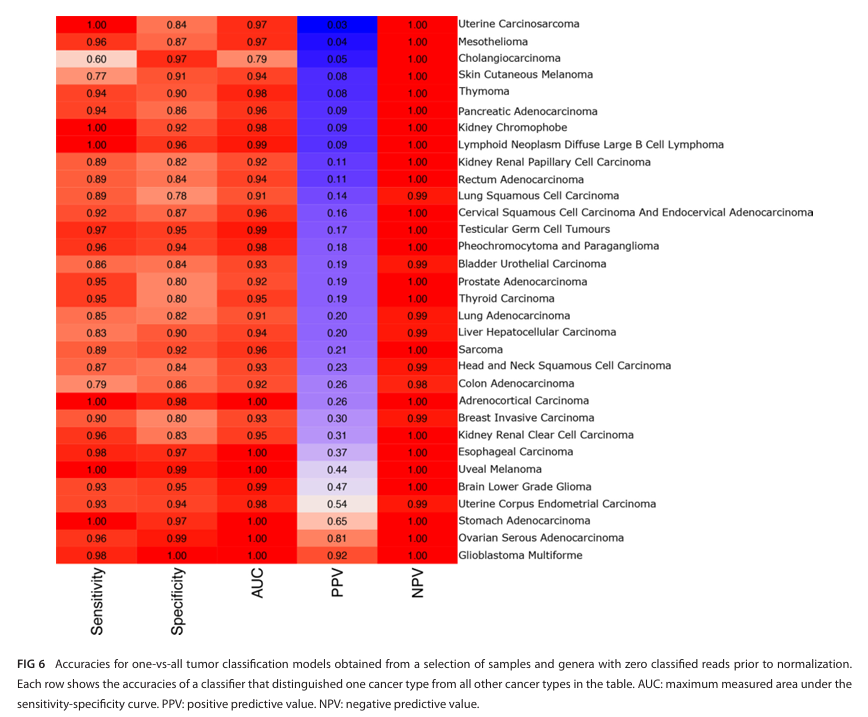 1.00 0.84 0.97 0.03 1.00 Uterine Carcinosarcoma
0.96 0.87 0.97 0.04 1.00 Mesothelioma
0.60 0.97 0.79 0.05 1.00 Cholangiocarcinoma
0.77 0.91 0.94 0.08 1.00 Skin Cutaneous Melanoma
0.94 0.90 0.98 0.08 1.00 Thymoma
0.94 0.86 0.96 0.09 1.00 Pancreatic Adenocarcinoma
1.00 0.92 0.98 0.09 1.00 Kidney Chromophobe
1.00 0.96 0.99 0.09 1.00 Lymphoid Neoplasm Diffuse Large B Cell Lymphoma
0.89 0.82 0.92 0.11 1.00 Kidney Renal Papillary Cell Carcinoma
0.89 0.84 0.94 0.11 1.00 Rectum Adenocarcinoma
0.89 0.78 0.91 0.14 0.99 Lung Squamous Cell Carcinoma
0.92 0.87 0.96 0.16 1.00 Cervical Squamous Cell Carcinoma And Endocervical Adenocarcinoma
0.97 0.95 0.99 0.17 1.00 Testicular Germ Cell Tumours
0.96 0.94 0.98 0.18 1.00 Pheochromocytoma and Paraganglioma
0.86 0.84 0.93 0.19 0.99 Bladder Urothelial Carcinoma
0.95 0.80 0.92 0.19 1.00 Prostate Adenocarcinoma
0.95 0.80 0.95 0.19 1.00 Thyroid Carcinoma
0.85 0.82 0.91 0.20 0.99 Lung Adenocarcinoma
0.83 0.90 0.94 0.20 0.99 Liver Hepatocellular Carcinoma
0.89 0.92 0.96 0.21 1.00 Sarcoma
0.87 0.84 0.93 0.23 0.99 Head and Neck Squamous Cell Carcinoma
0.79 0.86 0.92 0.26 0.98 Colon Adenocarcinoma
1.00 0.98 1.00 0.26 1.00 Adrenocortical Carcinoma
0.90 0.80 0.93 0.30 0.99 Breast Invasive Carcinoma
0.96 0.83 0.95 0.31 1.00 Kidney Renal Clear Cell Carcinoma
0.98 0.97 1.00 0.37 1.00 Esophageal Carcinoma
1.00 0.99 1.00 0.44 1.00 Uveal Melanoma
0.93 0.95 0.99 0.47 1.00 Brain Lower Grade Glioma
0.93 0.94 0.98 0.54 0.99 Uterine Corpus Endometrial Carcinoma
1.00 0.97 1.00 0.65 1.00 Stomach Adenocarcinoma
0.96 0.99 1.00 0.81 1.00 Ovarian Serous Adenocarcinoma
0.98 1.00 1.00 0.92 1.00 Glioblastoma Multiforme
Sensitivity Specificity AUC PPV NPV
FIG 6 Accuracies for one-vs-all tumor classification models obtained from a selection of samples and genera with zero classified reads prior to normalization.
Each row shows the accuracies of a classifier that distinguished one cancer type from all other cancer types in the table. AUC: maximum measured area under the
sensitivity-specificity curve. PPV: positive predictive value. NPV: negative predictive value.